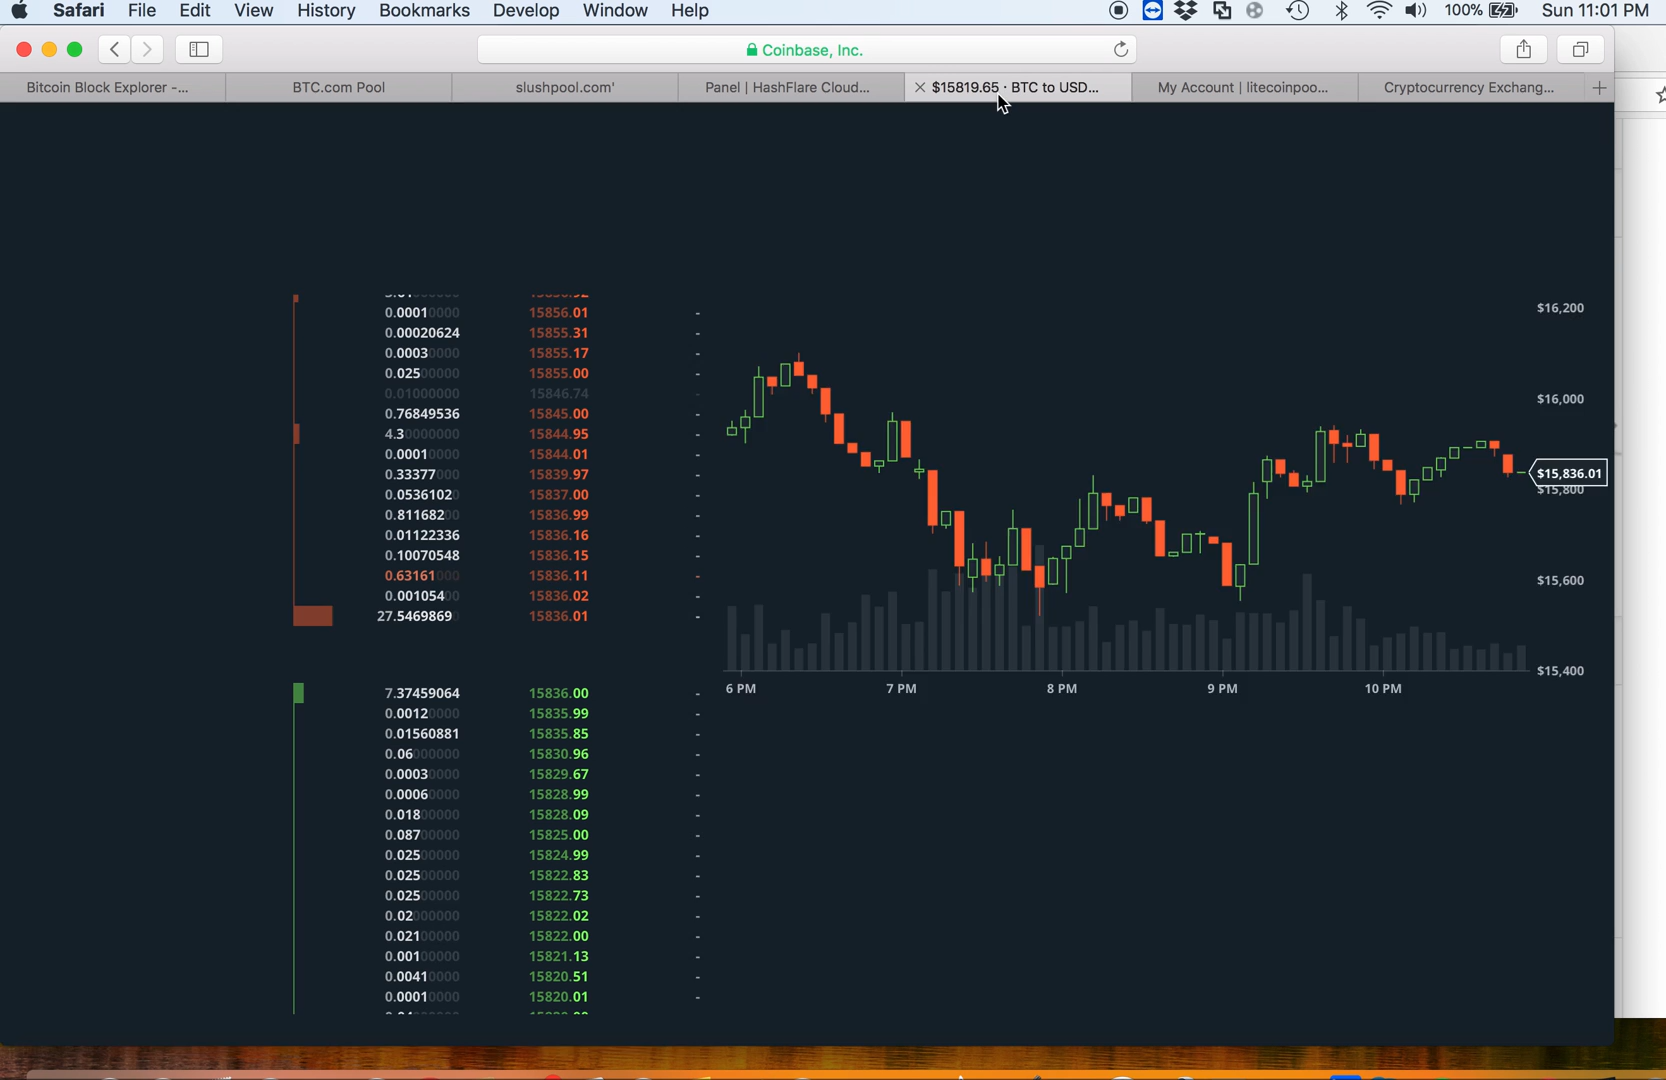 Safari File Edit View History Bookmarks Develop Window Help 100% Sun 11:01 PM
Coinbase, Inc.
Bitcoin Block Explorer -... BTC.com Pool slushpool.com' Panel | HashFlare Cloud... $15819.65 · BTC to USD... My Account | litecoinpoo... Cryptocurrency Exchang...
0.00010000 15856.01 -
0.00020624 15855.31 -
0.00030000 15855.17 -
0.02500000 15855.00 -
0.01000000 15846.74 -
0.76849536 15845.00 -
4.30000000 15844.95 -
0.00010000 15844.01 -
0.33377000 15839.97 -
0.05361020 15837.00 -
0.81168200 15836.99 -
0.01122336 15836.16 -
0.10070548 15836.15 -
0.63161000 15836.11 -
0.00105400 15836.02 -
27.54698690 15836.01 -
7.37459064 15836.00 -
0.00120000 15835.99 -
0.01560881 15835.85 -
0.06000000 15830.96 -
0.00030000 15829.67 -
0.00060000 15828.99 -
0.01800000 15828.09 -
0.08700000 15825.00 -
0.02500000 15824.99 -
0.02500000 15822.83 -
0.02500000 15822.73 -
0.02000000 15822.02 -
0.02100000 15822.00 -
0.00100000 15821.13 -
0.00410000 15820.51 -
0.00010000 15820.01 -
$16,200
$16,000
$15,836.01
$15,800
$15,600
$15,400
6 PM 7 PM 8 PM 9 PM 10 PM